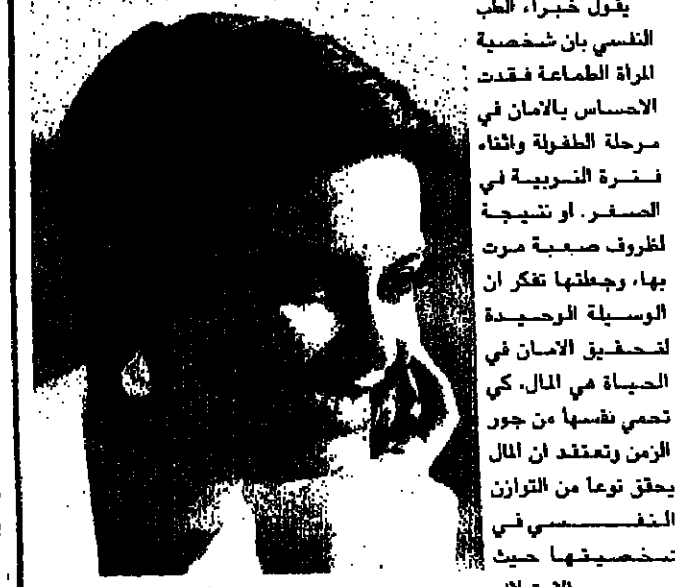 يقول خبراء الطب
النفسي بان شخصية
المرأة الطماعة فقدت
الاحساس بالامان في
مرحلة الطفولة واثناء
فترة التربية في
الصغر. او نتيجة
لظروف صعبة مرت
بها، وجعلتها تفكر ان
الوسيلة الوحيدة
لتحقيق الامان في
الحياة هي المال، كي
تحمي نفسها من جور
الزمن وتعتقد ان المال
يحقق نوعا من التوازن
النفسي في
شخصيتها حيث